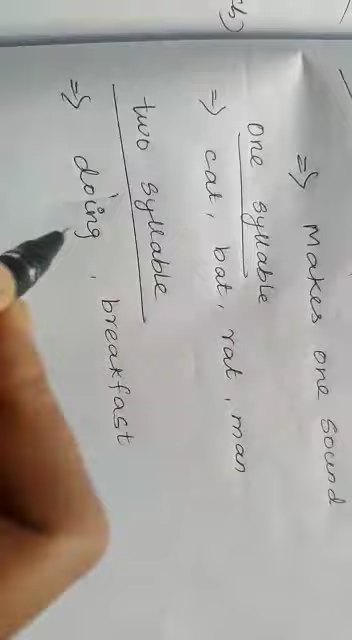 b)
⇒ Makes one sound
one syllable
⇒ cat, bat, rat, man
two syllable
⇒ doing, breakfast